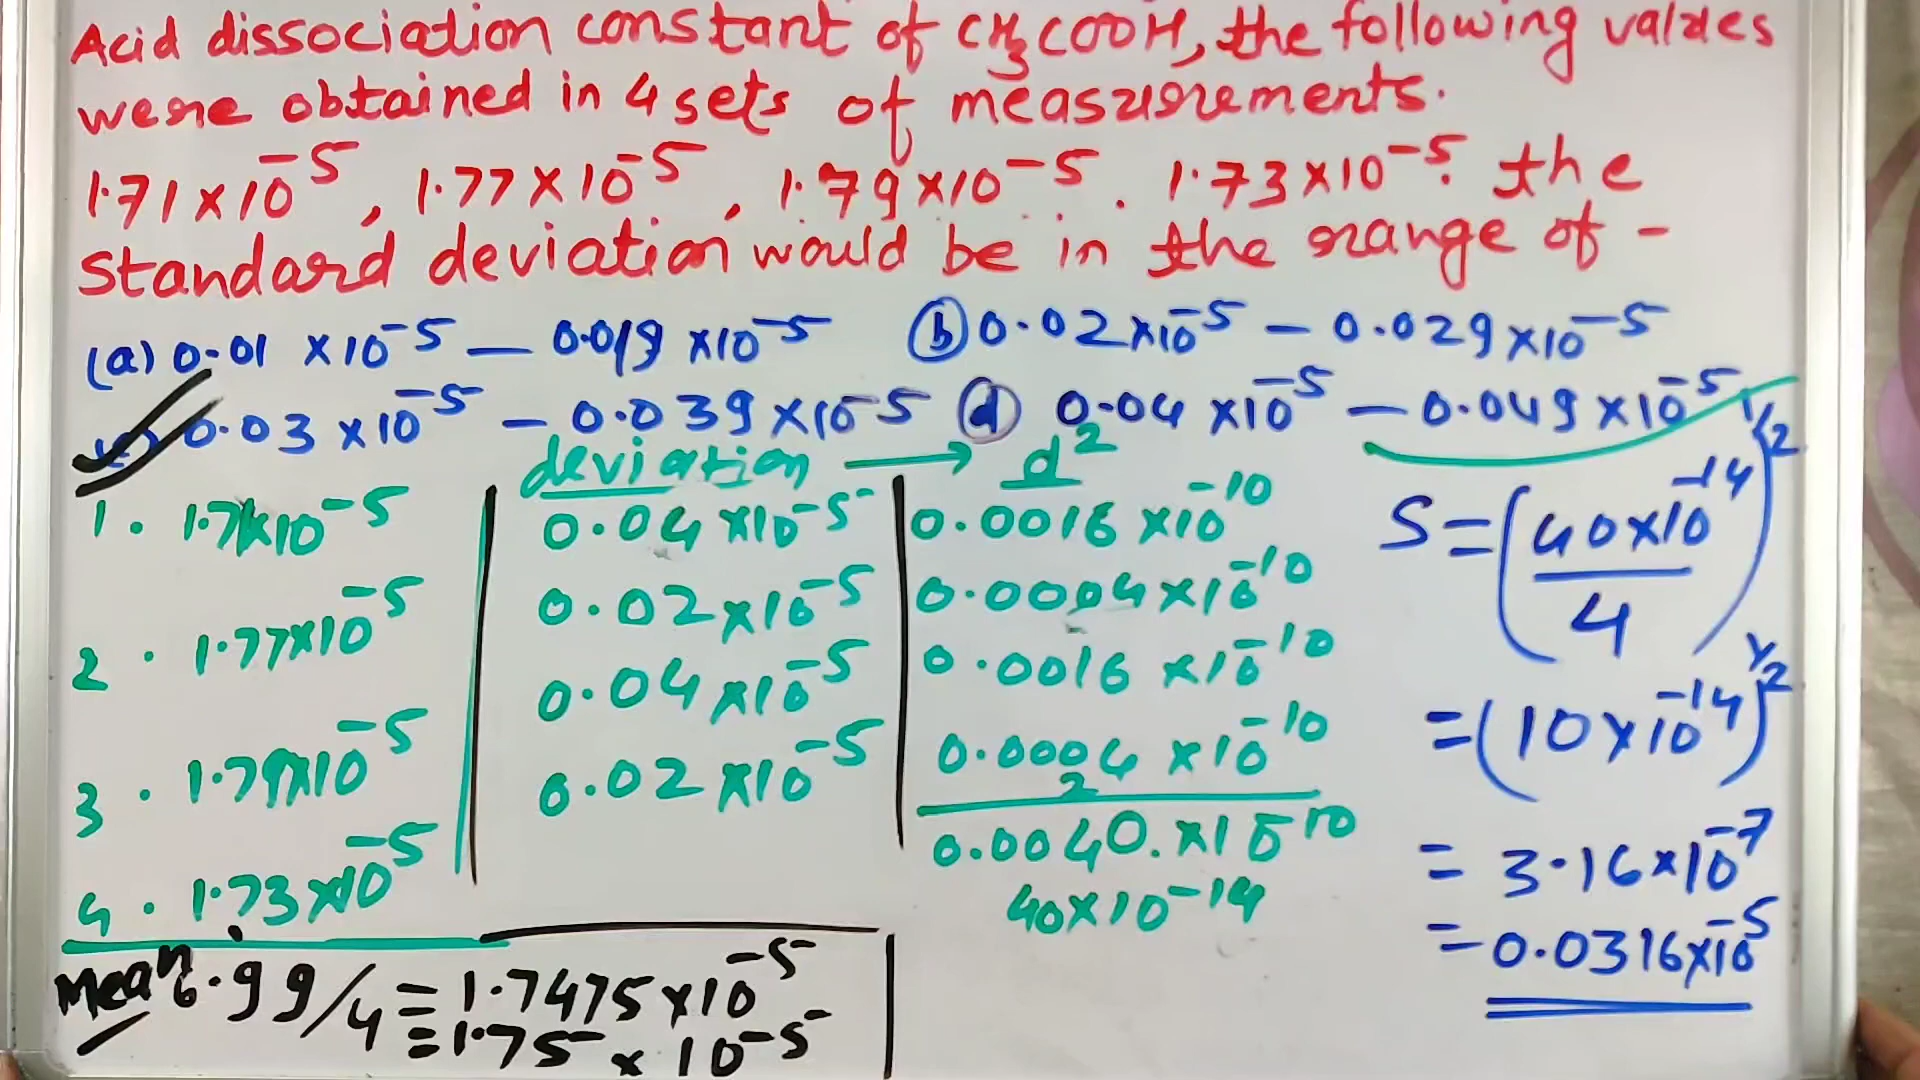 Acid dissociation constant of CH₃COOH, the following values
were obtained in 4 sets of measurements.
1.71×10⁻⁵, 1.77×10⁻⁵, 1.79×10⁻⁵. 1.73×10⁻⁵. the
standard deviation would be in the range of -
(a) 0.01 ×10⁻⁵ — 0.019 ×10⁻⁵ (b) 0.02×10⁻⁵ — 0.029×10⁻⁵
(c) 0.03×10⁻⁵ — 0.039×10⁻⁵ (d) 0.04×10⁻⁵ — 0.049×10⁻⁵
deviation → d²
1. 1.71×10⁻⁵ 0.04×10⁻⁵ 0.0016×10⁻¹⁰
2. 1.77×10⁻⁵ 0.02×10⁻⁵ 0.0004×10⁻¹⁰
3. 1.79×10⁻⁵ 0.04×10⁻⁵ 0.0016×10⁻¹⁰
4. 1.73×10⁻⁵ 0.02×10⁻⁵ 0.0004×10⁻¹⁰
0.0040.×10⁻¹⁰
40×10⁻¹⁴
Mean 6.99/4 = 1.7475×10⁻⁵
= 1.75×10⁻⁵
S = (40×10⁻¹⁴/4)^1/2
= (10×10⁻¹⁴)^1/2
= 3.16×10⁻⁷
= 0.0316×10⁻⁵